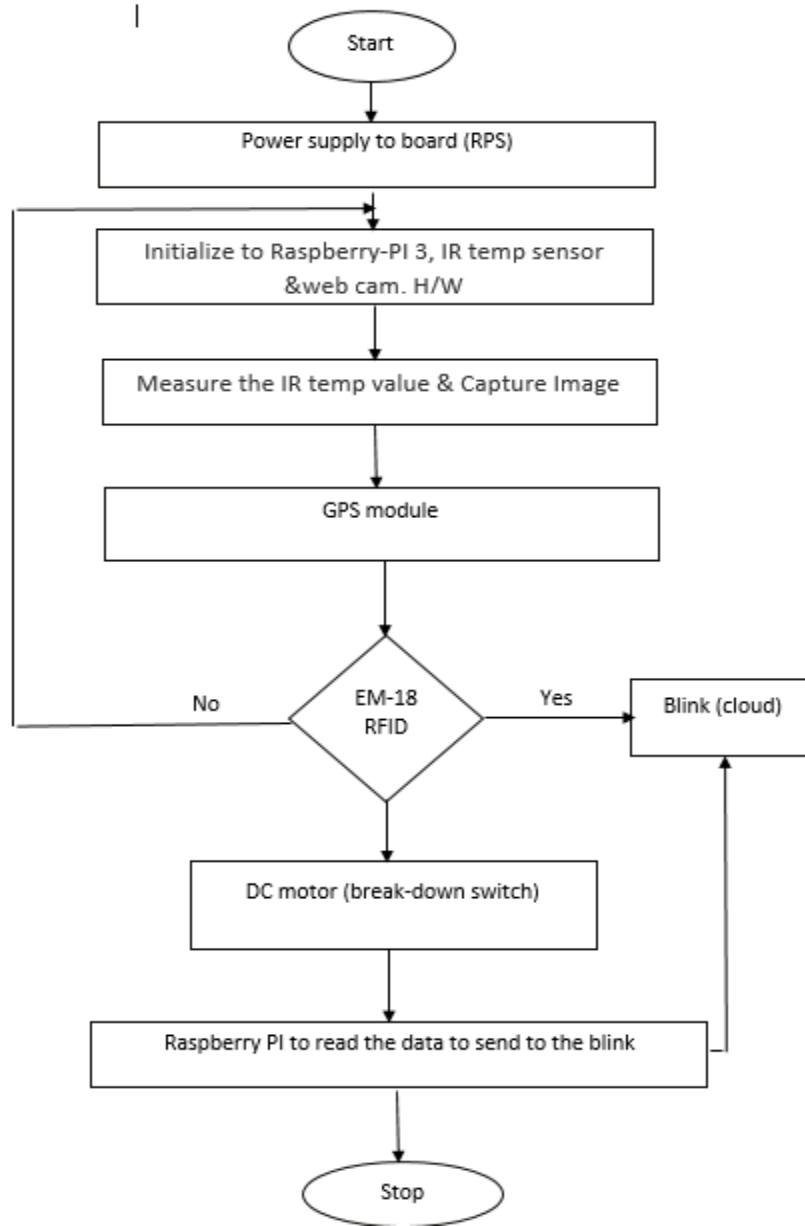 Start
Power supply to board (RPS)
Initialize to Raspberry-PI 3, IR temp sensor
&web cam. H/W
Measure the IR temp value & Capture Image
GPS module
EM-18
RFID
No
Yes
Blink (cloud)
DC motor (break-down switch)
Raspberry PI to read the data to send to the blink
Stop